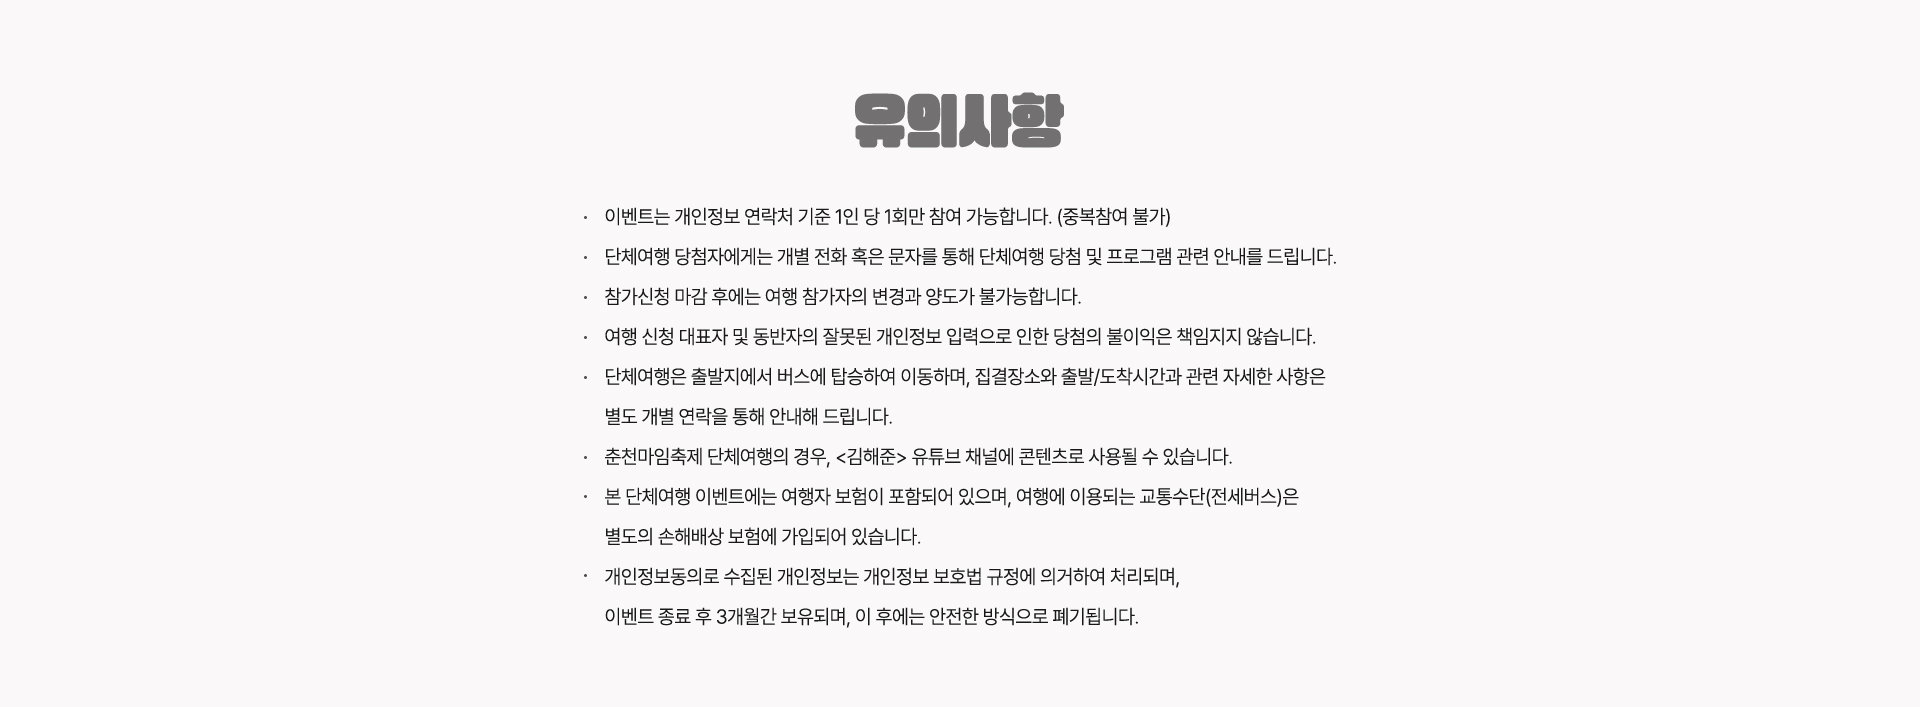 유의사항
· 이벤트는 개인정보 연락처 기준 1인 당 1회만 참여 가능합니다. (중복참여 불가)
· 단체여행 당첨자에게는 개별 전화 혹은 문자를 통해 단체여행 당첨 및 프로그램 관련 안내를 드립니다.
· 참가신청 마감 후에는 여행 참가자의 변경과 양도가 불가능합니다.
· 여행 신청 대표자 및 동반자의 잘못된 개인정보 입력으로 인한 당첨의 불이익은 책임지지 않습니다.
· 단체여행은 출발지에서 버스에 탑승하여 이동하며, 집결장소와 출발/도착시간과 관련 자세한 사항은
별도 개별 연락을 통해 안내해 드립니다.
· 춘천마임축제 단체여행의 경우, <김해준> 유튜브 채널에 콘텐츠로 사용될 수 있습니다.
· 본 단체여행 이벤트에는 여행자 보험이 포함되어 있으며, 여행에 이용되는 교통수단(전세버스)은
별도의 손해배상 보험에 가입되어 있습니다.
· 개인정보동의로 수집된 개인정보는 개인정보 보호법 규정에 의거하여 처리되며,
이벤트 종료 후 3개월간 보유되며, 이 후에는 안전한 방식으로 폐기됩니다.